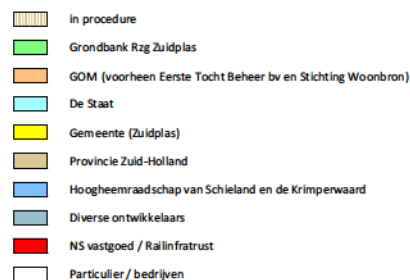 in procedure
Grondbank Rzg Zuidplas
GOM (voorheen Eerste Tocht Beheer bv en Stichting Woonbron)
De Staat
Gemeente (Zuidplas)
Provincie Zuid-Holland
Hoogheemraadschap van Schieland en de Krimperwaard
Diverse ontwikkelaars
NS vastgoed / Railinfratrust
Particulier / bedrijven